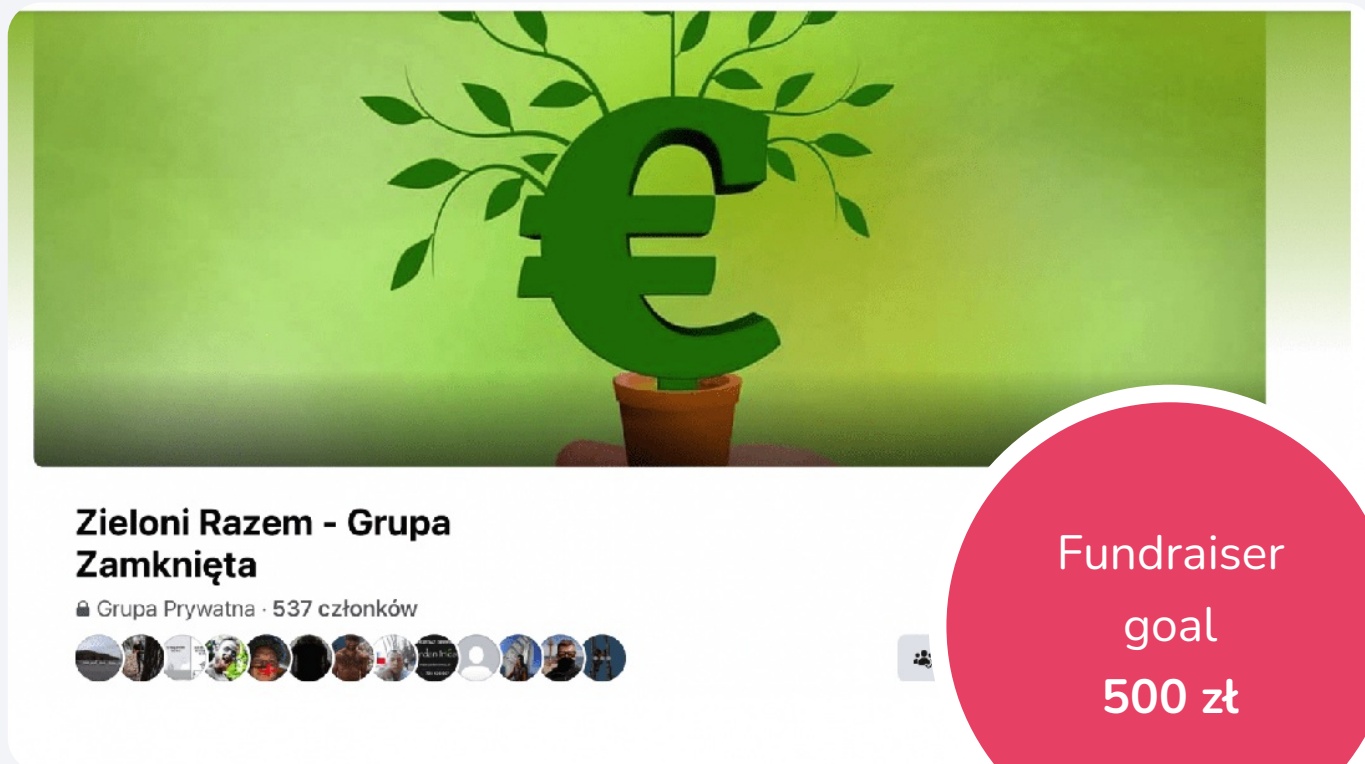 Zieloni Razem - Grupa
Zamknięta
Grupa Prywatna · 537 członków
Fundraiser
goal
500 zł